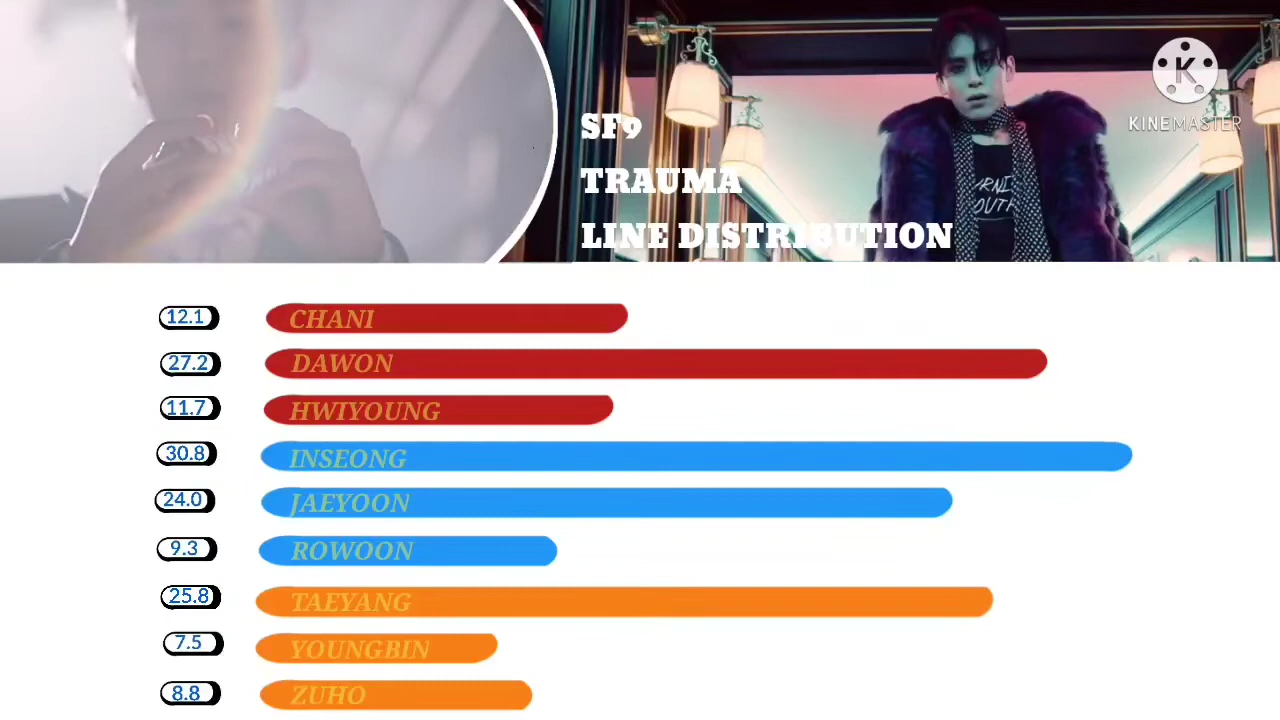 K
KINEMASTER
SF9
TRAUMA
LINE DISTRIBUTION
12.1 CHANI
27.2 DAWON
11.7 HWIYOUNG
30.8 INSEONG
24.0 JAEYOON
9.3 ROWOON
25.8 TAEYANG
7.5 YOUNGBIN
8.8 ZUHO